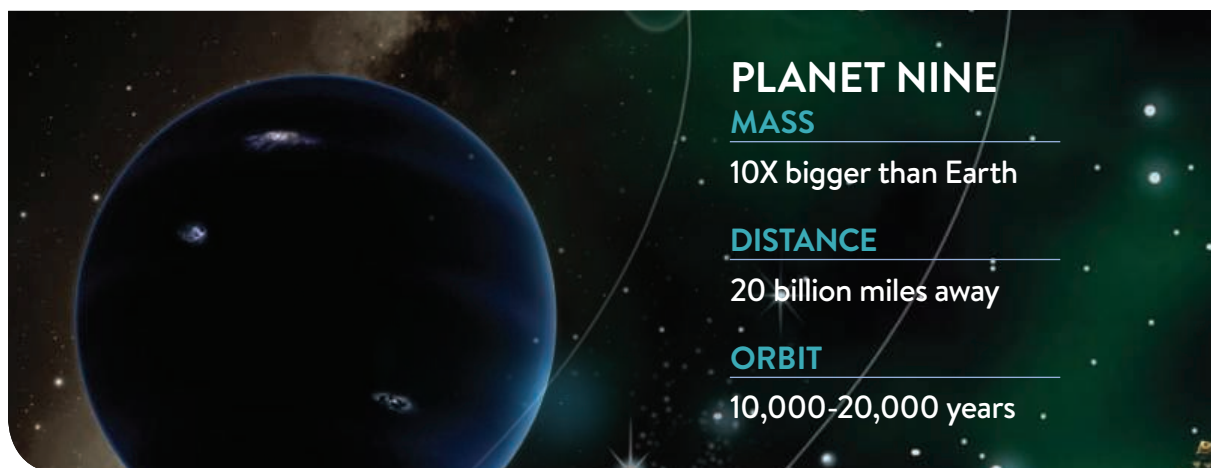 PLANET NINE
MASS
10X bigger than Earth
DISTANCE
20 billion miles away
ORBIT
10,000-20,000 years